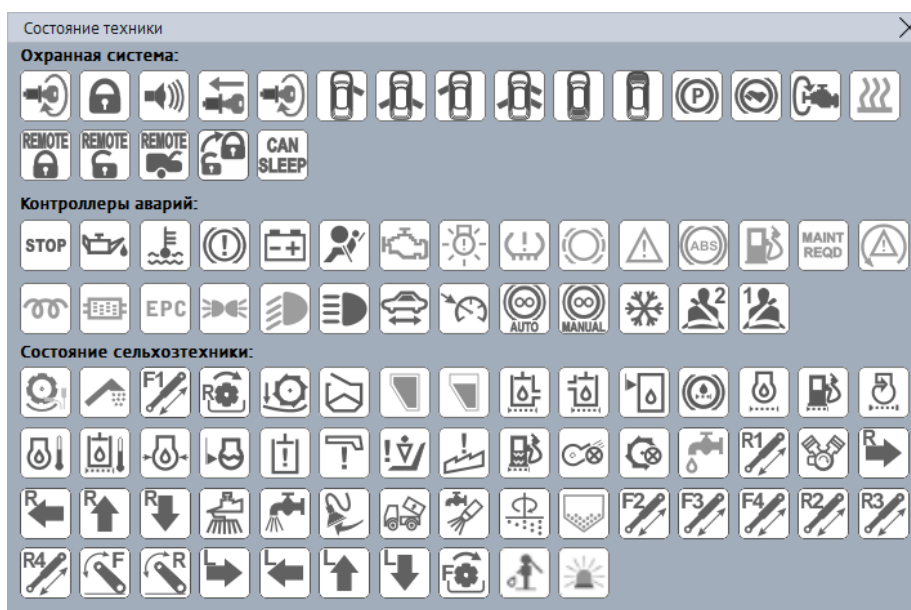 Состояние техники
Охранная система:
P
REMOTE REMOTE REMOTE CAN SLEEP
Контроллеры аварий:
STOP ABS MAINT REQD
EPC AUTO MANUAL 2 1
Состояние сельхозтехники:
F1 R
R1 R
R R R F2 F3 F4 R2 R3
R4 F R L L L L F